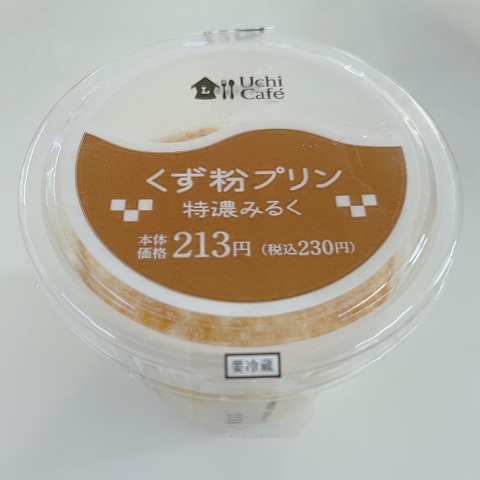 Uchi
Café
くず粉プリン
特濃みるく
本体
価格 213円 (税込230円)
要冷蔵